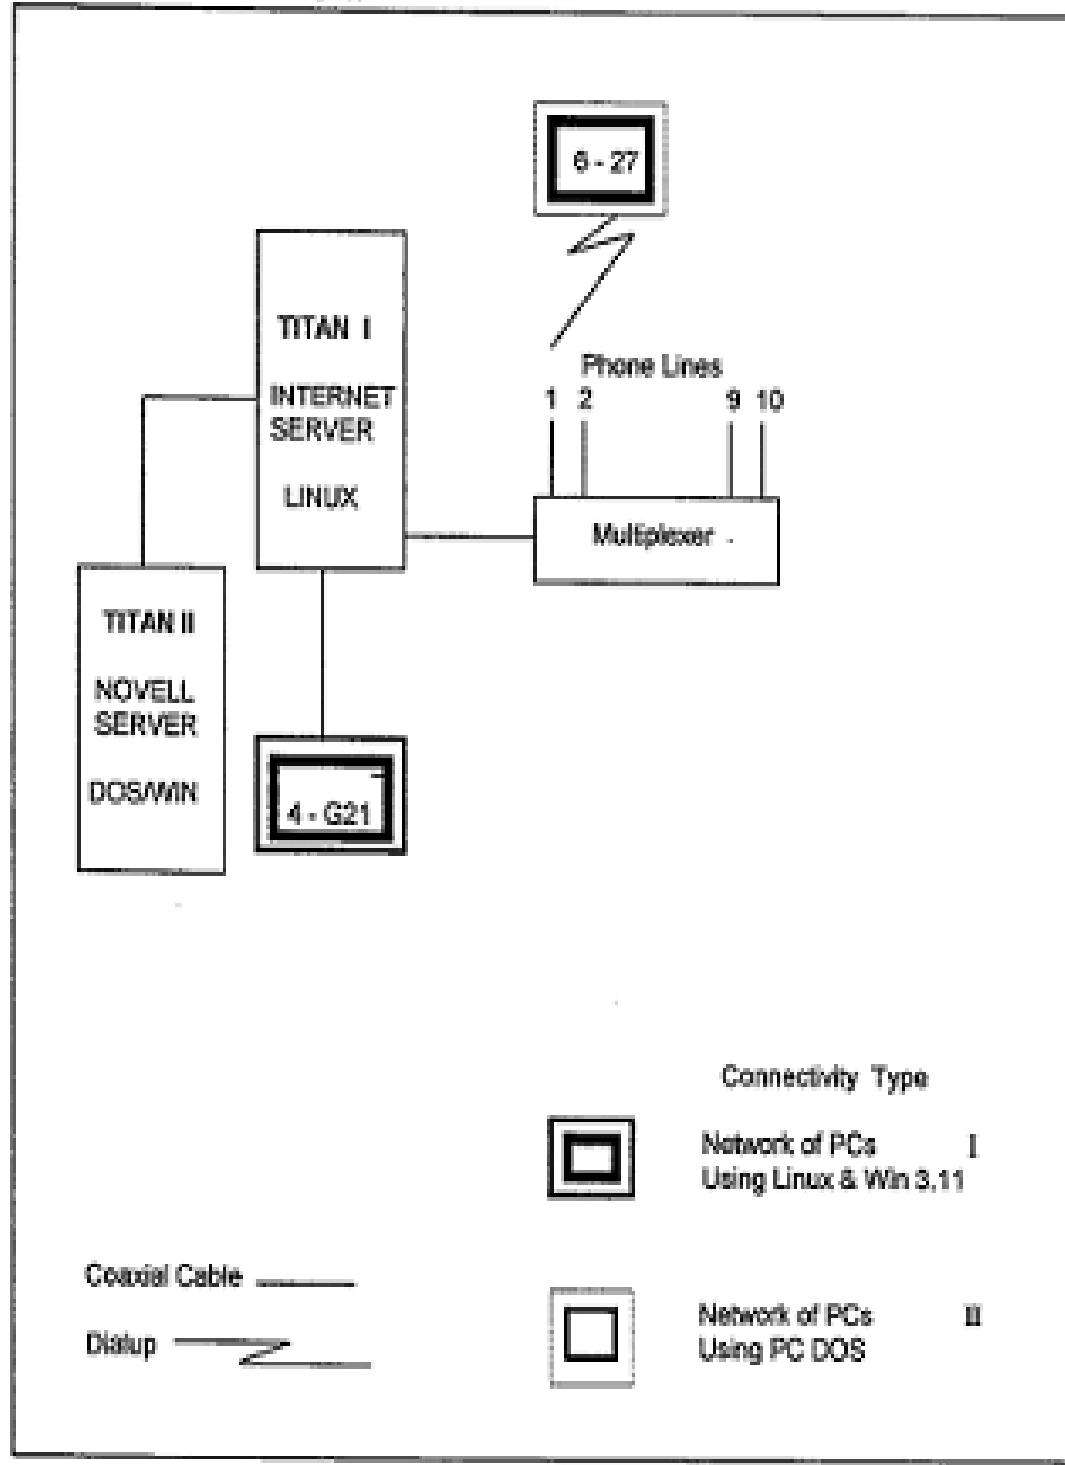 6 - 27
TITAN I
INTERNET
SERVER
LINUX
Phone Lines
1 2 9 10
Multiplexer
TITAN II
NOVELL
SERVER
DOS/WIN
4 - G21
Connectivity Type
Network of PCs I
Using Linux & Win 3.11
Coaxial Cable
Dialup
Network of PCs II
Using PC DOS